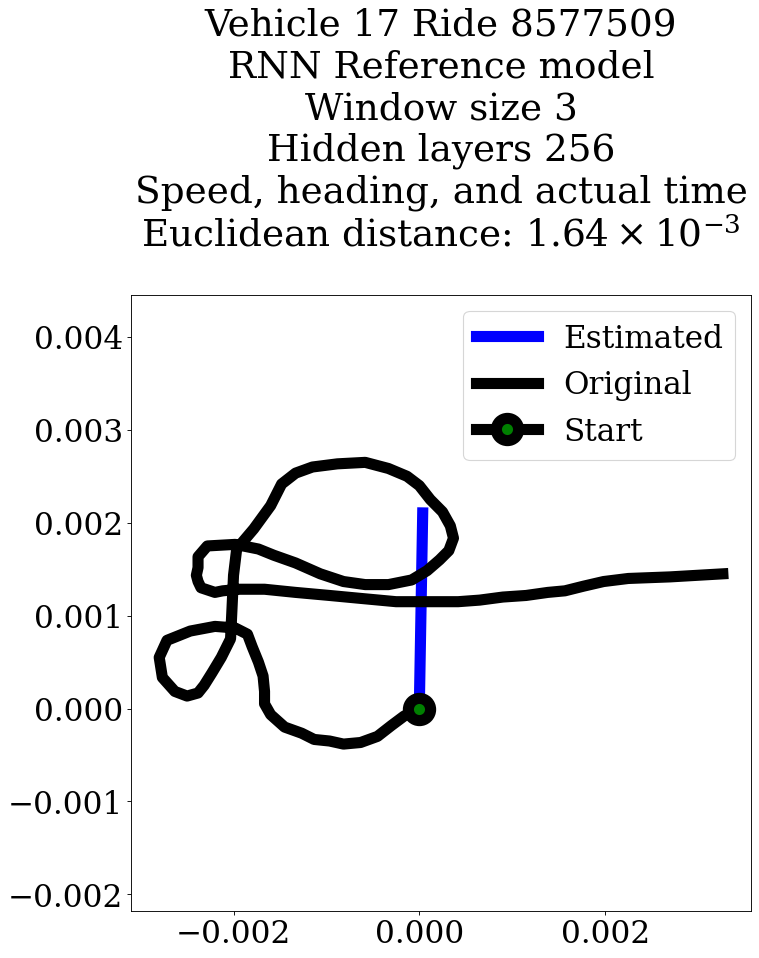 Vehicle 17 Ride 8577509
RNN Reference model
Window size 3
Hidden layers 256
Speed, heading, and actual time
Euclidean distance: 1.64 × 10⁻³
Estimated
Original
Start
0.004
0.003
0.002
0.001
0.000
−0.001
−0.002
−0.002 0.000 0.002